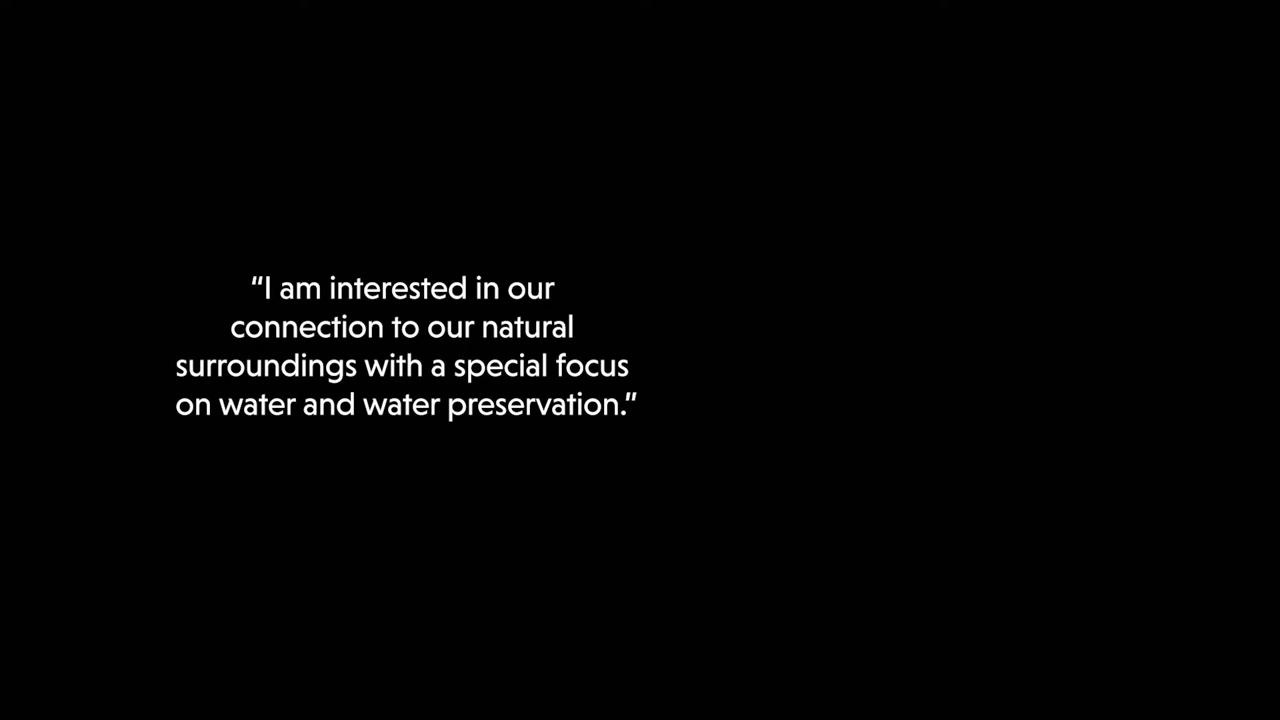 “I am interested in our
connection to our natural
surroundings with a special focus
on water and water preservation.”